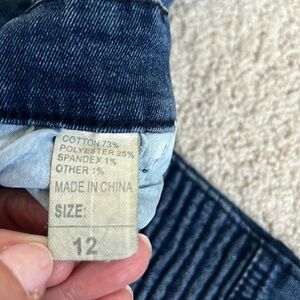 COTTON 73%
POLYESTER 25%
SPANDEX 1%
OTHER 1%
MADE IN CHINA
SIZE:
12